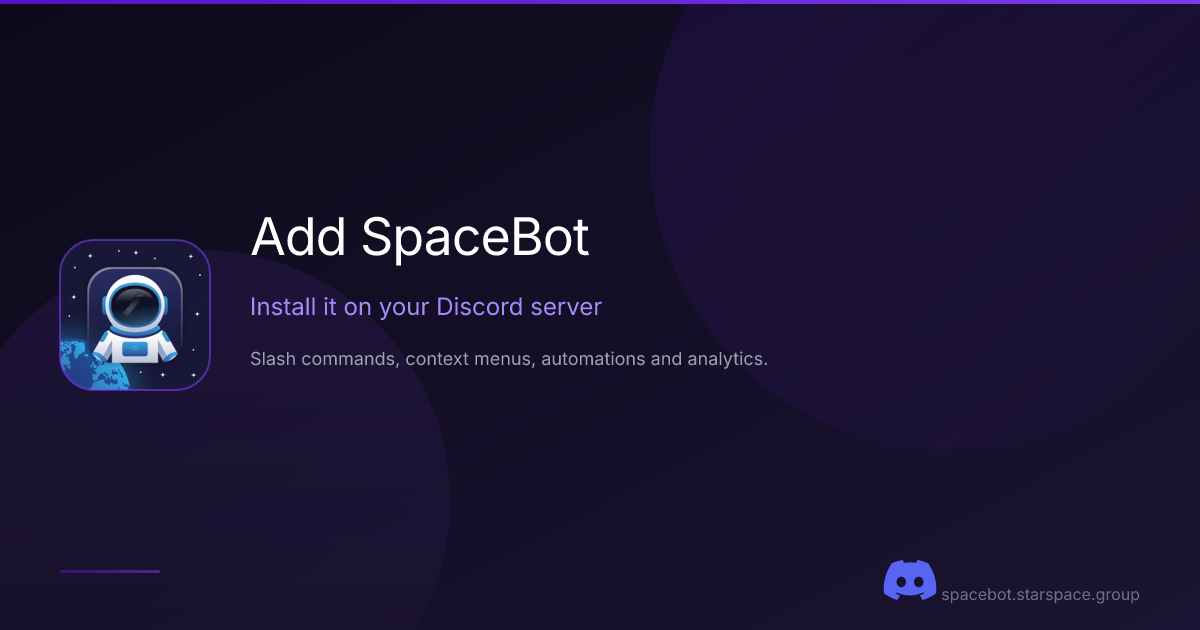 Add SpaceBot
Install it on your Discord server
Slash commands, context menus, automations and analytics.
spacebot.starspace.group